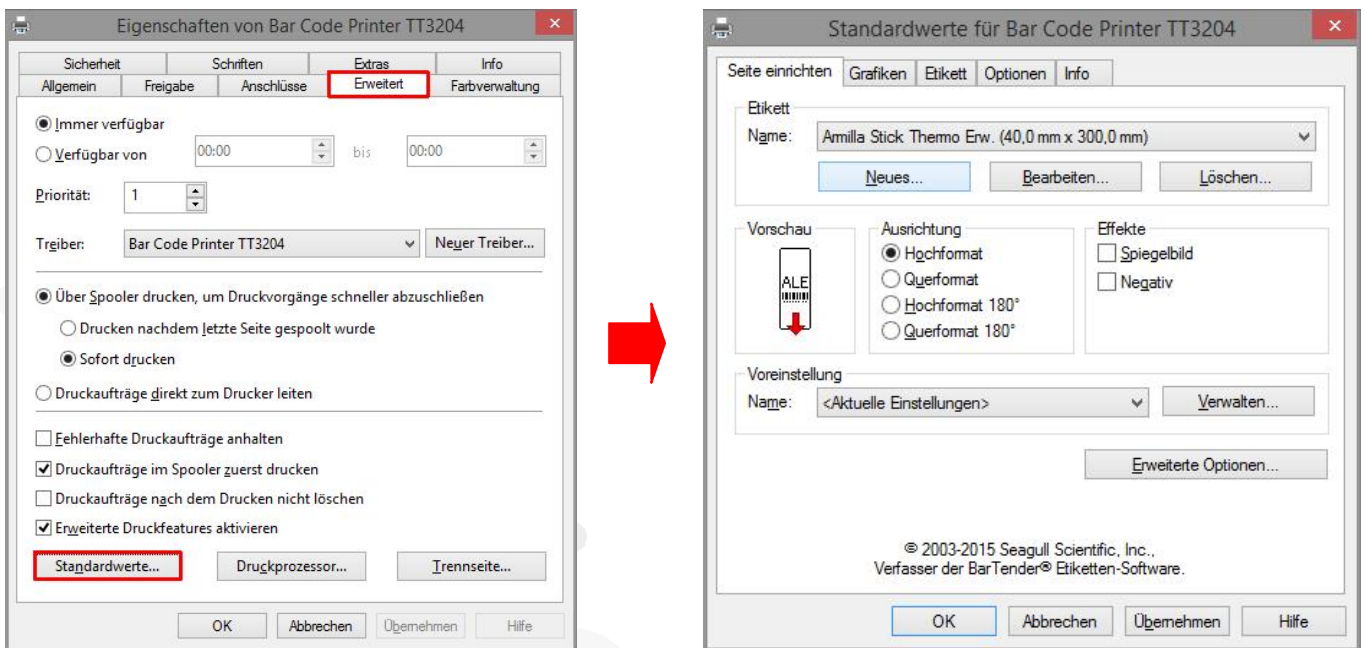 Eigenschaften von Bar Code Printer TT3204
Sicherheit Schriften Extras Info
Allgemein Freigabe Anschlüsse Erweitert Farbverwaltung
Immer verfügbar
Verfügbar von 00:00 bis 00:00
Priorität: 1
Treiber: Bar Code Printer TT3204 Neuer Treiber...
Über Spooler drucken, um Druckvorgänge schneller abzuschließen
Drucken nachdem letzte Seite gespoolt wurde
Sofort drucken
Druckaufträge direkt zum Drucker leiten
Fehlerhafte Druckaufträge anhalten
Druckaufträge im Spooler zuerst drucken
Druckaufträge nach dem Drucken nicht löschen
Erweiterte Druckfeatures aktivieren
Standardwerte... Druckprozessor... Trennseite...
OK Abbrechen Übernehmen Hilfe
Standardwerte für Bar Code Printer TT3204
Seite einrichten Grafiken Etikett Optionen Info
Etikett
Name: Armilla Stick Thermo Erw. (40,0 mm x 300,0 mm)
Neues... Bearbeiten... Löschen...
Vorschau Ausrichtung Effekte
Hochformat Spiegelbild
ALE Querformat Negativ
Hochformat 180°
Querformat 180°
Voreinstellung
Name: <Aktuelle Einstellungen> Verwalten...
Erweiterte Optionen...
© 2003-2015 Seagull Scientific, Inc.,
Verfasser der BarTender® Etiketten-Software.
OK Abbrechen Übernehmen Hilfe